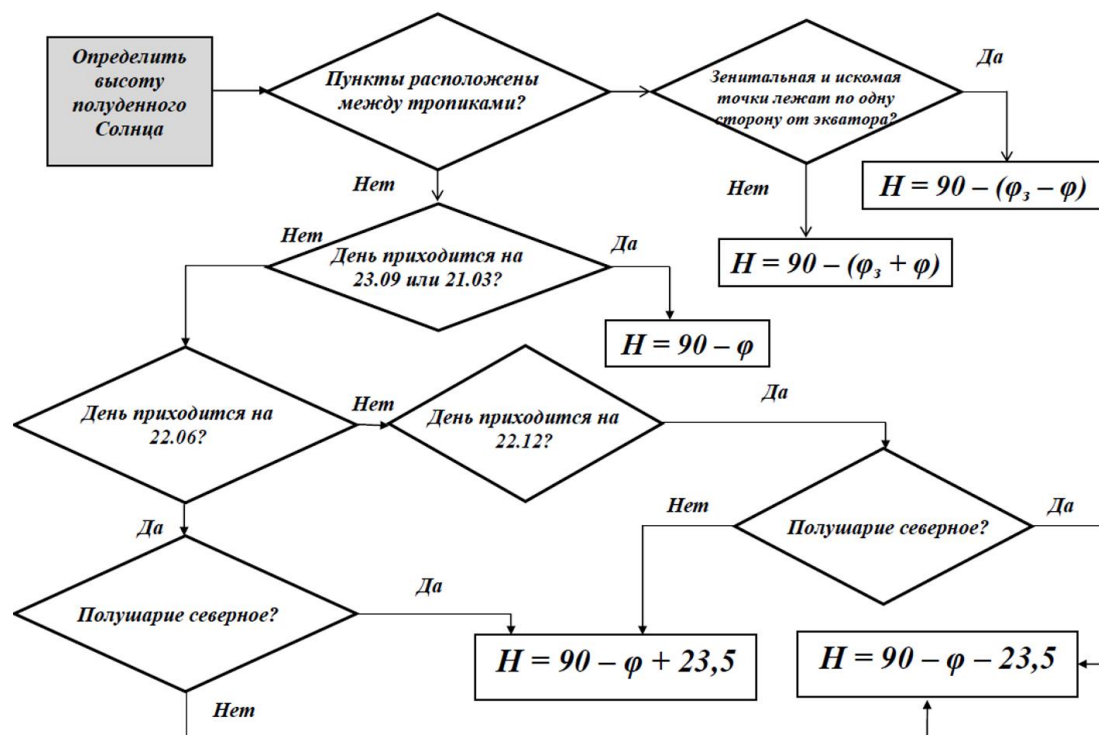 Определить
высоту
полуденного
Солнца
Пункты расположены
между тропиками?
Зенитальная и искомая
точки лежат по одну
сторону от экватора?
Да
Нет
Нет
H = 90 – (φз – φ)
H = 90 – (φз + φ)
Нет
День приходится на
23.09 или 21.03?
Да
H = 90 – φ
День приходится на
22.06?
Нет
День приходится на
22.12?
Да
Да
Нет
Полушарие северное?
Да
Полушарие северное?
Да
Нет
H = 90 – φ + 23,5
H = 90 – φ – 23,5